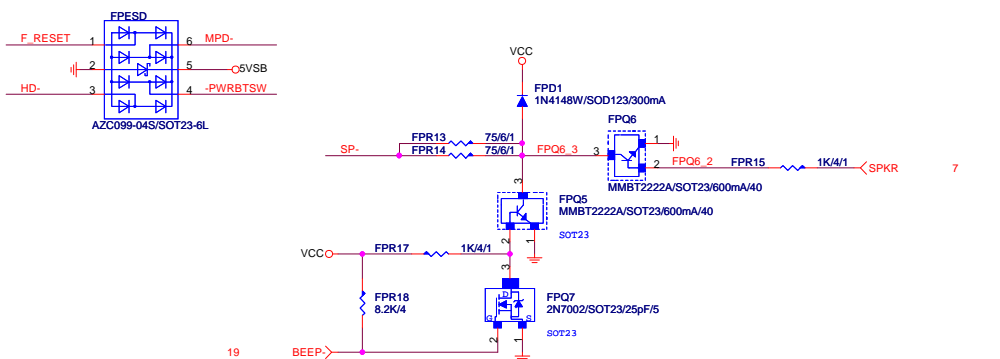 FPESD
F_RESET 1 6 MPD-
2 5 5VSB
HD- 3 4 -PWRBTSW
AZC099-04S/SOT23-6L
VCC
FPD1
1N4148W/SOD123/300mA
FPQ6
FPR13 75/6/1
1
SP- FPR14 75/6/1 FPQ6_3 3
2 FPQ6_2 FPR15 1K/4/1 SPKR 7
MMBT2222A/SOT23/600mA/40
3
FPQ5
MMBT2222A/SOT23/600mA/40
SOT23
2 1
VCC FPR17 1K/4/1
3
FPR18
8.2K/4
D
G S
FPQ7
2N7002/SOT23/25pF/5
SOT23
2 1
19 BEEP-